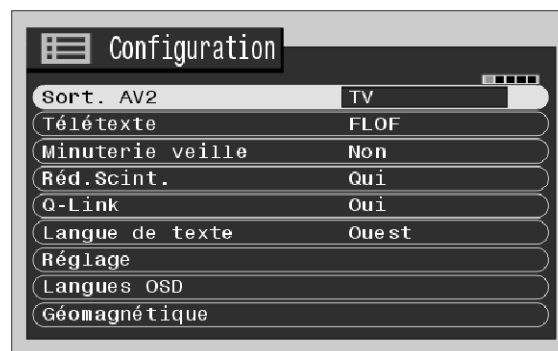 Configuration
Sort. AV2 TV
Télétexte FLOF
Minuterie veille Non
Réd.Scint. Qui
Q-Link Oui
Langue de texte Ouest
Réglage
Langues OSD
Géomagnétique